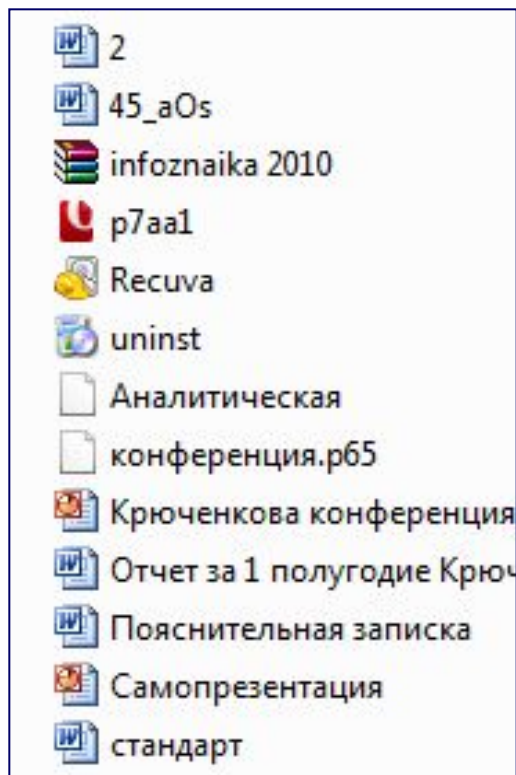 2
45_aOs
infoznaika 2010
p7aa1
Recuva
uninst
Аналитическая
конференция.p65
Крюченкова конференция
Отчет за 1 полугодие Крюч
Пояснительная записка
Самопрезентация
стандарт